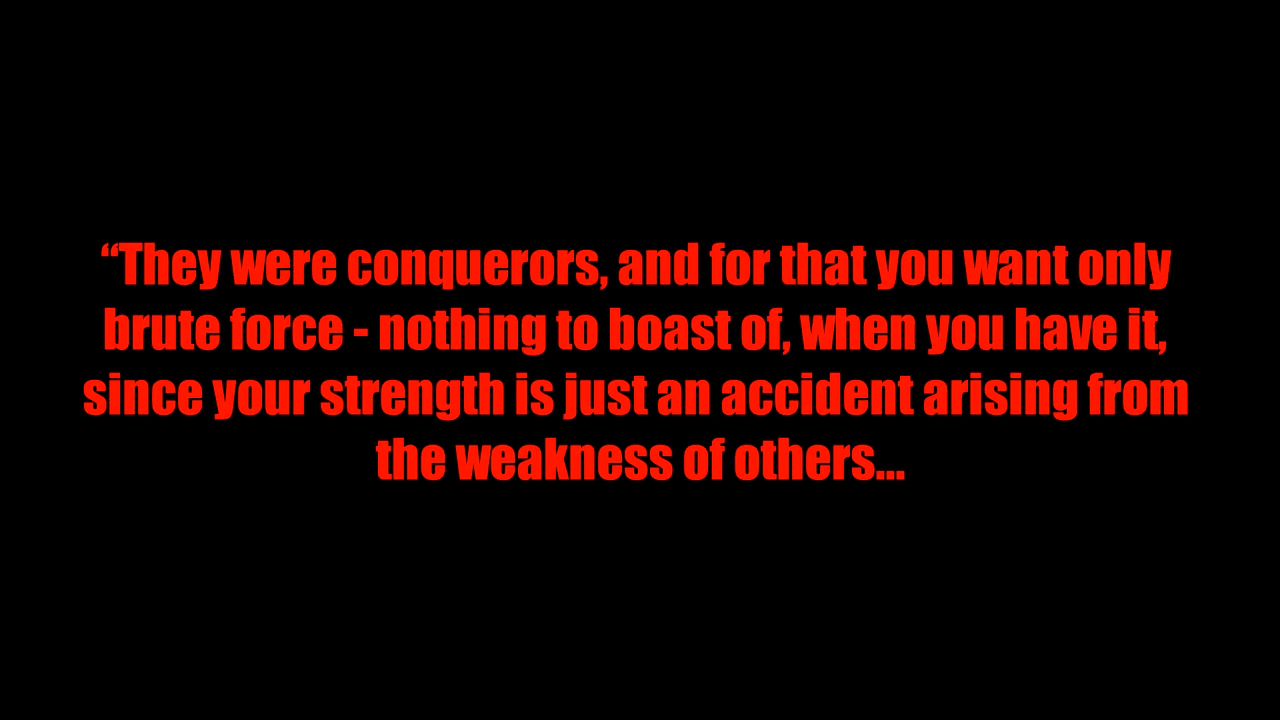 “They were conquerors, and for that you want only
brute force - nothing to boast of, when you have it,
since your strength is just an accident arising from
the weakness of others...